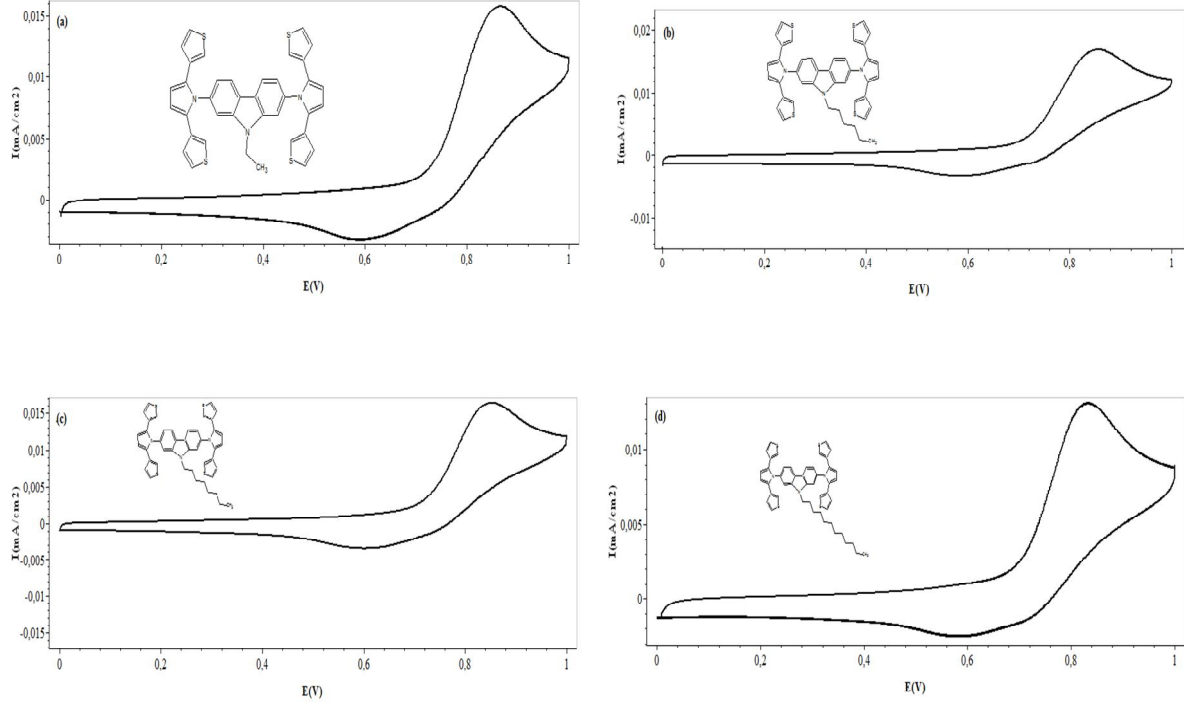 (a)
S
S
N
N
N
S
S
CH3
0,015
0,01
0,005
0
I(mA/cm2)
0
0,2
0,4
0,6
0,8
1
E(V)
(b)
S
S
N
N
N
S
S
CH3
0,02
0,01
0
-0,01
I(mA/cm2)
0
0,2
0,4
0,6
0,8
1
E(V)
(c)
0,015
0,01
0,005
0
-0,005
-0,01
-0,015
I(mA/cm2)
0
0,2
0,4
0,6
0,8
1
E(V)
(d)
0,01
0,005
0
I(mA/cm2)
0
0,2
0,4
0,6
0,8
1
E(V)